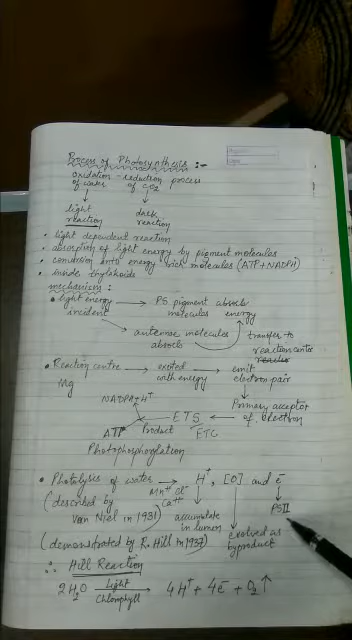 Process of Photosynthesis :-
oxidation - reduction process
of water of CO2
↓ ↓
light dark
reaction reaction
• light dependent reaction
• absorption of light energy by pigment molecules
• conversion into energy rich molecules (ATP+NADPH)
• inside thylakoids
mechanism :
• light energy → PS pigment absorb
incident molecules energy
→ antennae molecules transfer to
absorb reaction centre
• Reaction centre → excited → emit
Mg with energy electron pair
NADPH+H+ Primary acceptor
ETS ← of electron
ATP Product ETC
Photophosphorylation
• Photolysis of water → H+, [O] and e-
Mn++ Cl-
(described by Ca++ PSII
Van Niel in 1931) accumulate
in lumen evolved as
(demonstrated by R. Hill in 1937) byproduct
∴ Hill Reaction
2H2O Light → 4H+ + 4e- + O2 ↑
Chlorophyll